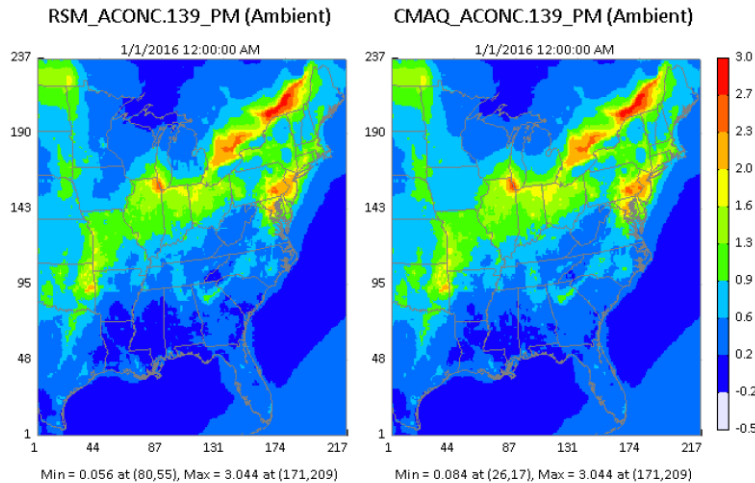 RSM_ACONC.139_PM (Ambient)
1/1/2016 12:00:00 AM
237
190
143
95
48
1
1 44 87 131 174 217
Min = 0.056 at (80,55), Max = 3.044 at (171,209)
CMAQ_ACONC.139_PM (Ambient)
1/1/2016 12:00:00 AM
237
190
143
95
48
1
1 44 87 131 174 217
Min = 0.084 at (26,17), Max = 3.044 at (171,209)
3.0
2.6
2.3
2.0
1.6
1.3
0.9
0.6
0.2
-0.2
-0.5